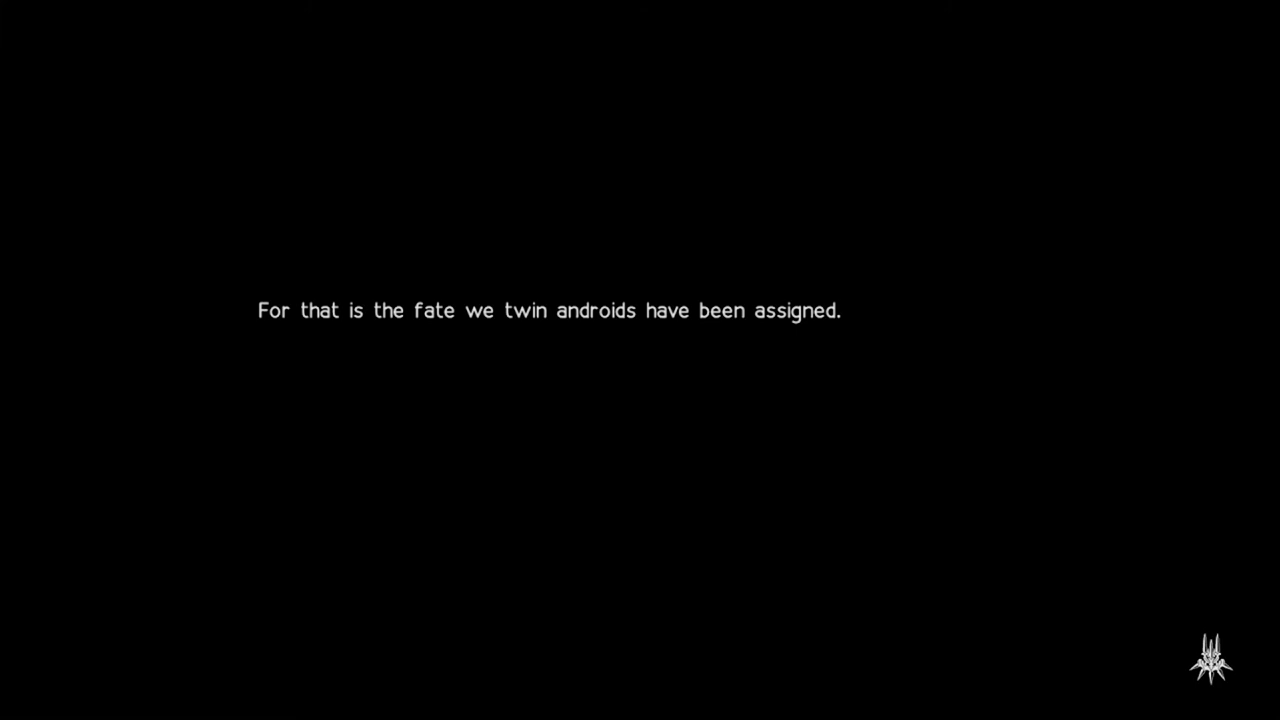 For that is the fate we twin androids have been assigned.